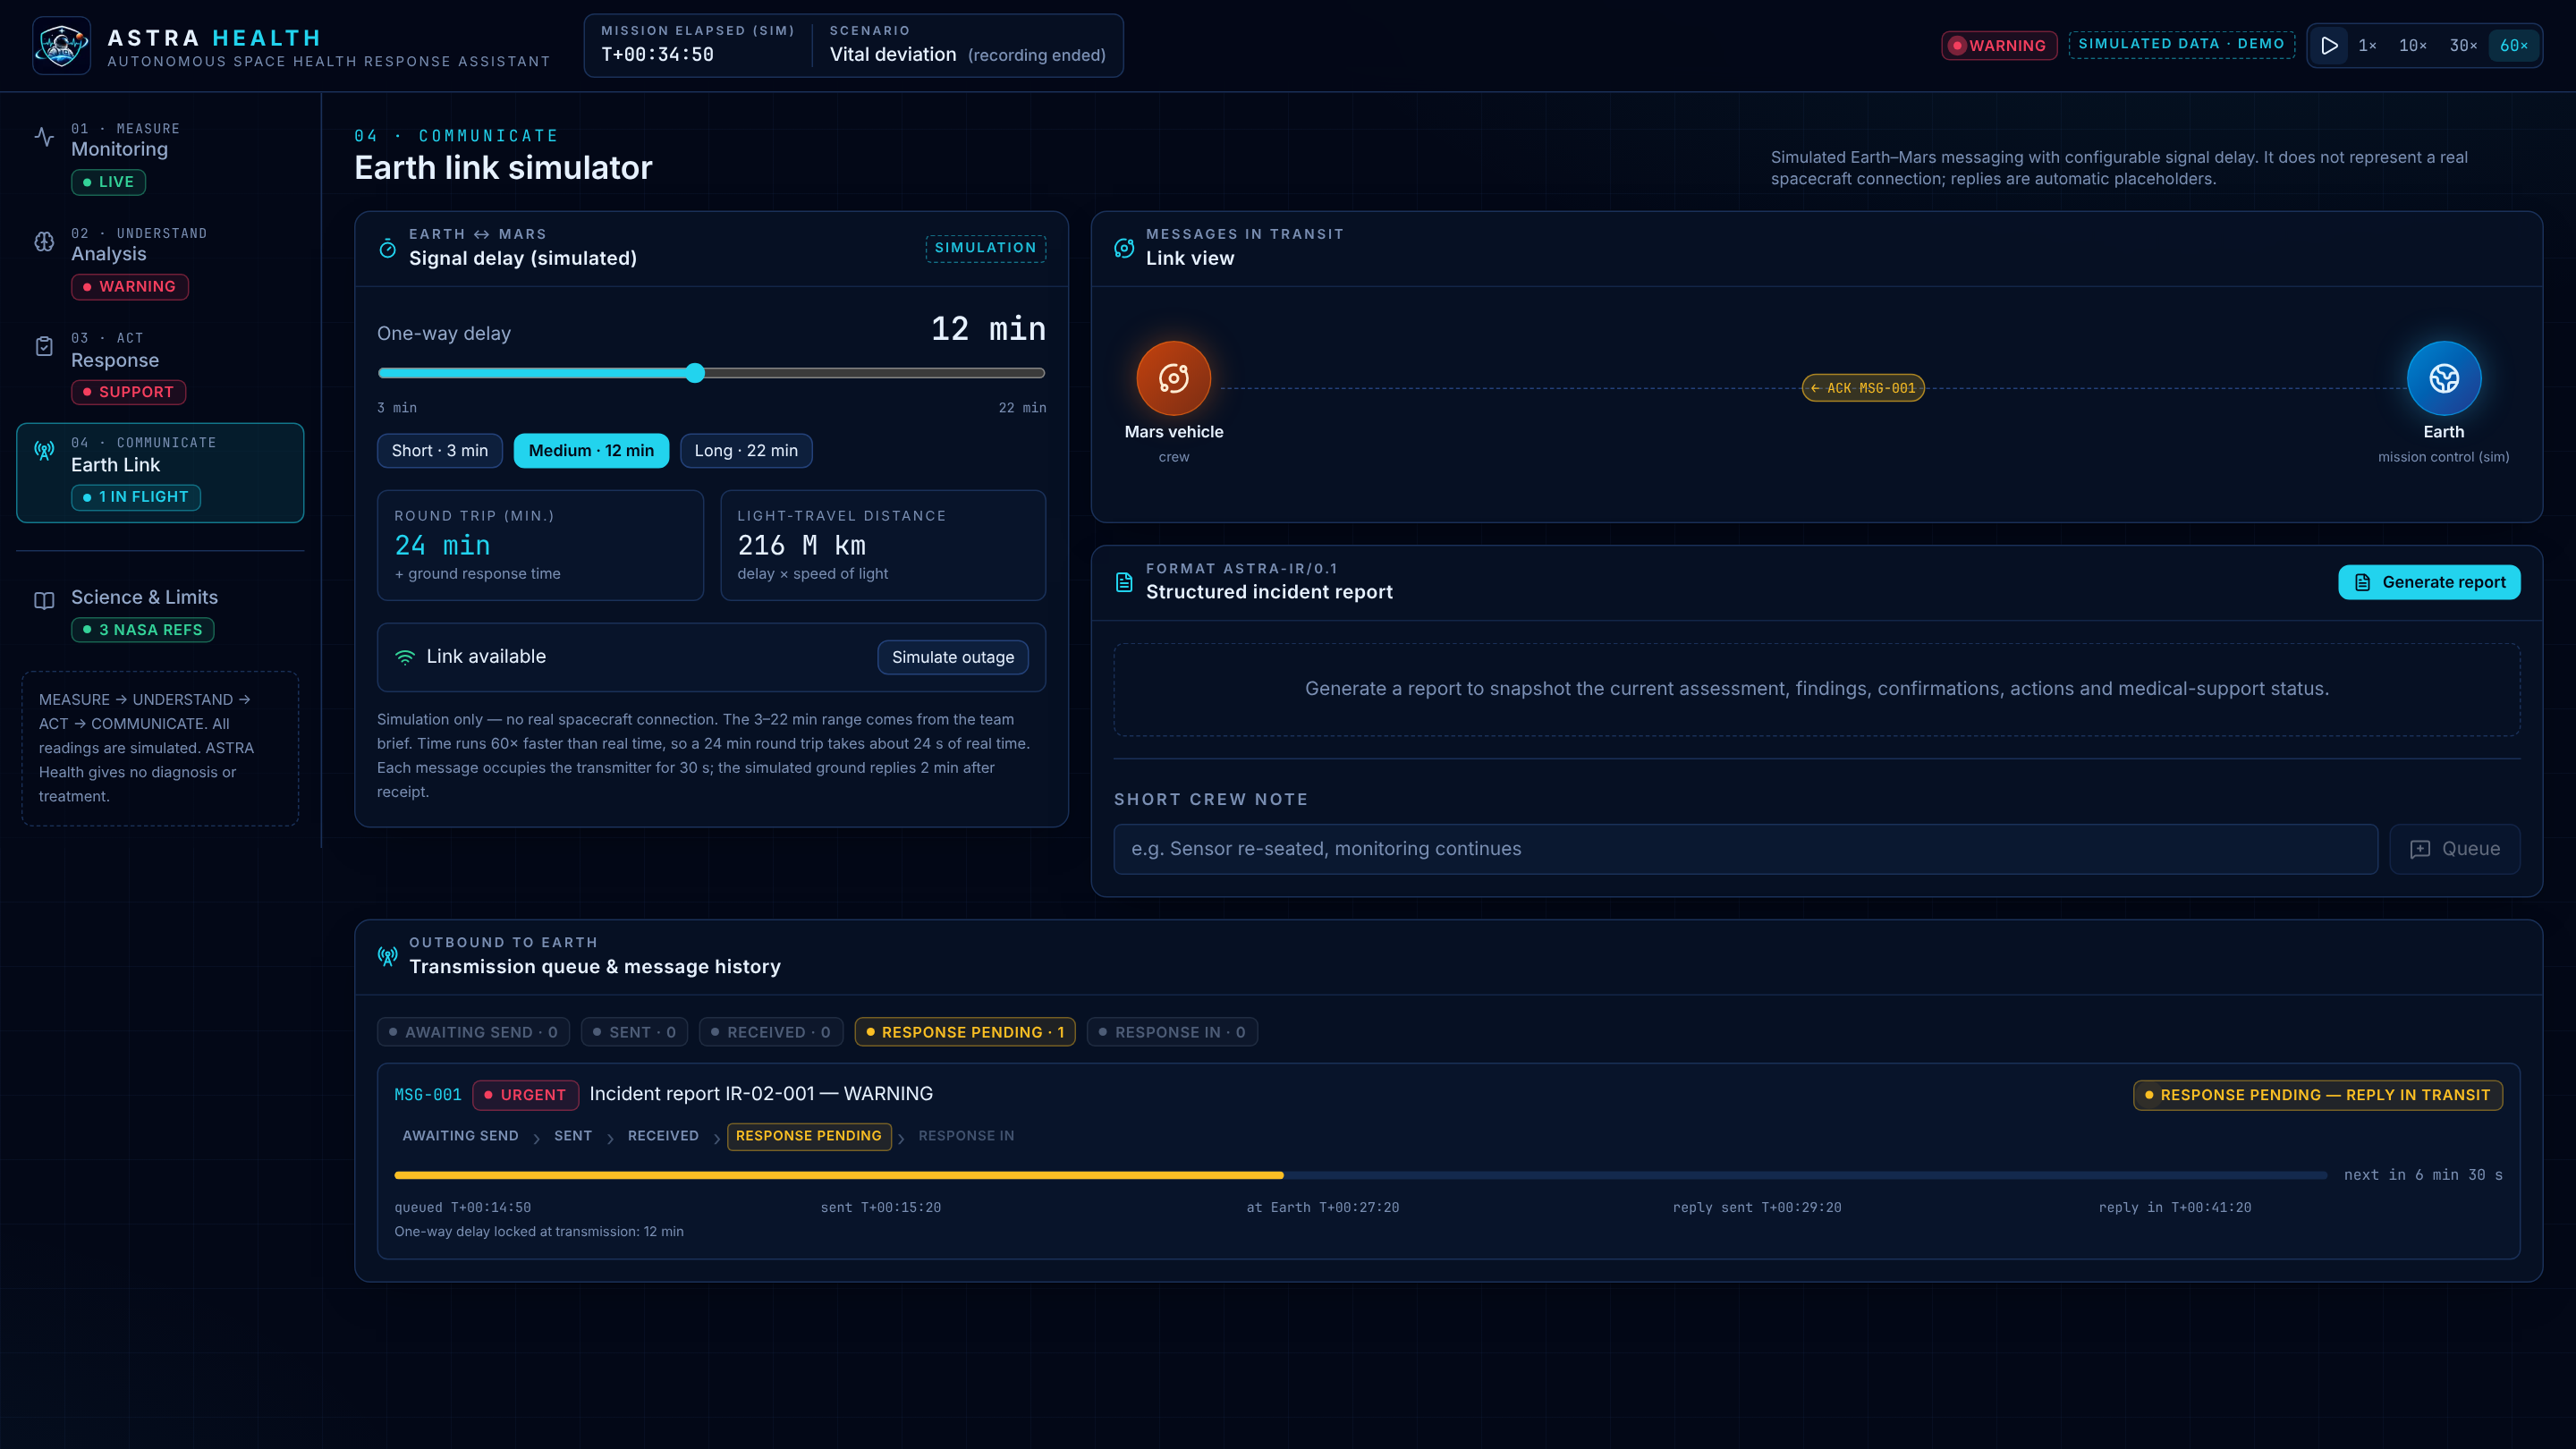 ASTRA HEALTH
AUTONOMOUS SPACE HEALTH RESPONSE ASSISTANT
MISSION ELAPSED (SIM)
T+00:34:50
SCENARIO
Vital deviation (recording ended)
WARNING
SIMULATED DATA · DEMO
1×
10×
30×
60×
01 · MEASURE
Monitoring
LIVE
02 · UNDERSTAND
Analysis
WARNING
03 · ACT
Response
SUPPORT
04 · COMMUNICATE
Earth Link
1 IN FLIGHT
Science & Limits
3 NASA REFS
MEASURE → UNDERSTAND →
ACT → COMMUNICATE. All
readings are simulated. ASTRA
Health gives no diagnosis or
treatment.
04 · COMMUNICATE
Earth link simulator
Simulated Earth–Mars messaging with configurable signal delay. It does not represent a real
spacecraft connection; replies are automatic placeholders.
EARTH ↔ MARS
Signal delay (simulated)
SIMULATION
One-way delay
12 min
3 min
22 min
Short · 3 min
Medium · 12 min
Long · 22 min
ROUND TRIP (MIN.)
24 min
+ ground response time
LIGHT-TRAVEL DISTANCE
216 M km
delay × speed of light
Link available
Simulate outage
Simulation only — no real spacecraft connection. The 3–22 min range comes from the team
brief. Time runs 60× faster than real time, so a 24 min round trip takes about 24 s of real time.
Each message occupies the transmitter for 30 s; the simulated ground replies 2 min after
receipt.
MESSAGES IN TRANSIT
Link view
← ACK MSG-001
Mars vehicle
crew
Earth
mission control (sim)
FORMAT ASTRA-IR/0.1
Structured incident report
Generate report
Generate a report to snapshot the current assessment, findings, confirmations, actions and medical-support status.
SHORT CREW NOTE
e.g. Sensor re-seated, monitoring continues
Queue
OUTBOUND TO EARTH
Transmission queue & message history
AWAITING SEND · 0
SENT · 0
RECEIVED · 0
RESPONSE PENDING · 1
RESPONSE IN · 0
MSG-001
URGENT
Incident report IR-02-001 — WARNING
RESPONSE PENDING — REPLY IN TRANSIT
AWAITING SEND › SENT › RECEIVED › RESPONSE PENDING › RESPONSE IN
next in 6 min 30 s
queued T+00:14:50
sent T+00:15:20
at Earth T+00:27:20
reply sent T+00:29:20
reply in T+00:41:20
One-way delay locked at transmission: 12 min